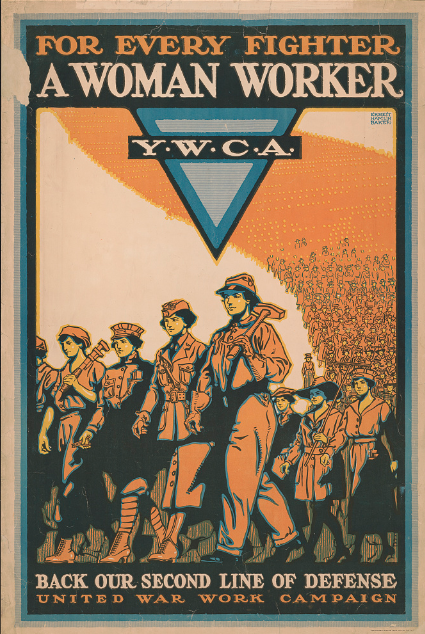 FOR EVERY FIGHTER
A WOMAN WORKER
ERNEST
HAMLIN
BAKER
Y·W·C·A·
BACK OUR SECOND LINE OF DEFENSE
UNITED WAR WORK CAMPAIGN